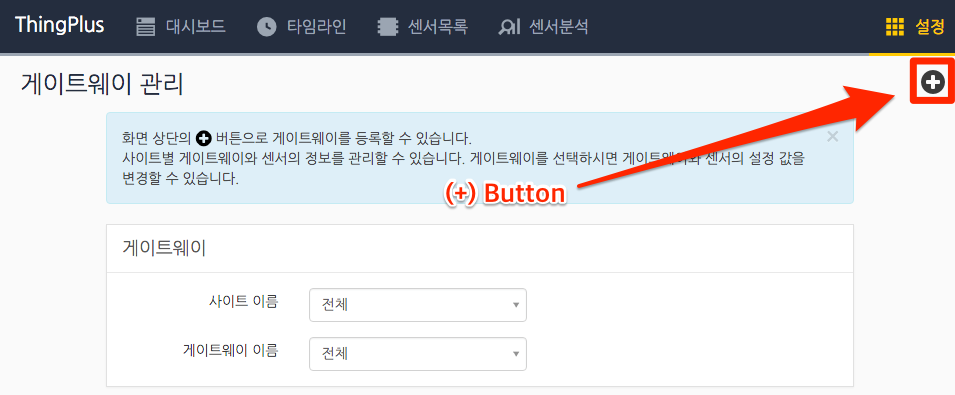 ThingPlus 대시보드 타임라인 센서목록 센서분석 설정
게이트웨이 관리
화면 상단의 버튼으로 게이트웨이를 등록할 수 있습니다.
사이트별 게이트웨이와 센서의 정보를 관리할 수 있습니다. 게이트웨이를 선택하시면 게이트웨이와 센서의 설정 값을
변경할 수 있습니다.
(+) Button
게이트웨이
사이트 이름 전체
게이트웨이 이름 전체